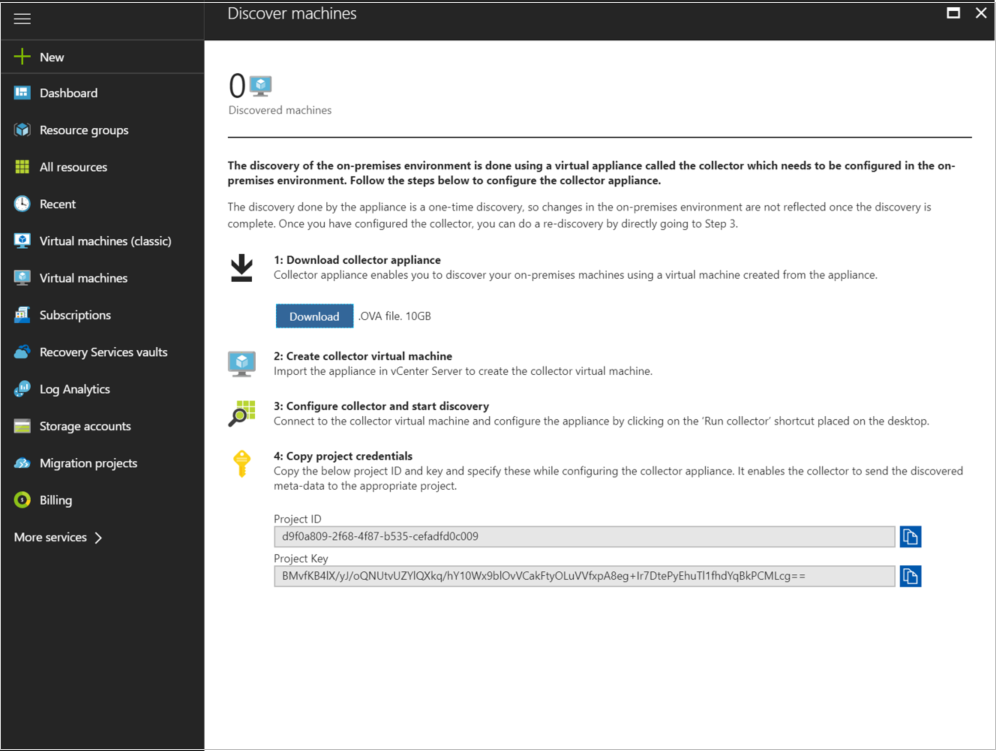 Discover machines
New
Dashboard
Resource groups
All resources
Recent
Virtual machines (classic)
Virtual machines
Subscriptions
Recovery Services vaults
Log Analytics
Storage accounts
Migration projects
Billing
More services
0
Discovered machines
The discovery of the on-premises environment is done using a virtual appliance called the collector which needs to be configured in the on-
premises environment. Follow the steps below to configure the collector appliance.
The discovery done by the appliance is a one-time discovery, so changes in the on-premises environment are not reflected once the discovery is
complete. Once you have configured the collector, you can do a re-discovery by directly going to Step 3.
1: Download collector appliance
Collector appliance enables you to discover your on-premises machines using a virtual machine created from the appliance.
Download .OVA file. 10GB
2: Create collector virtual machine
Import the appliance in vCenter Server to create the collector virtual machine.
3: Configure collector and start discovery
Connect to the collector virtual machine and configure the appliance by clicking on the 'Run collector' shortcut placed on the desktop.
4: Copy project credentials
Copy the below project ID and key and specify these while configuring the collector appliance. It enables the collector to send the discovered
meta-data to the appropriate project.
Project ID
d9f0a809-2f68-4f87-b535-cefadfd0c009
Project Key
BMvfKB4lX/yJ/oQNUtvUZYlQXkq/hY10Wx9blOvVCakFtyOLuVVfxpA8eg+Ir7DtePyEhuTl1fhdYqBkPCMLcg==